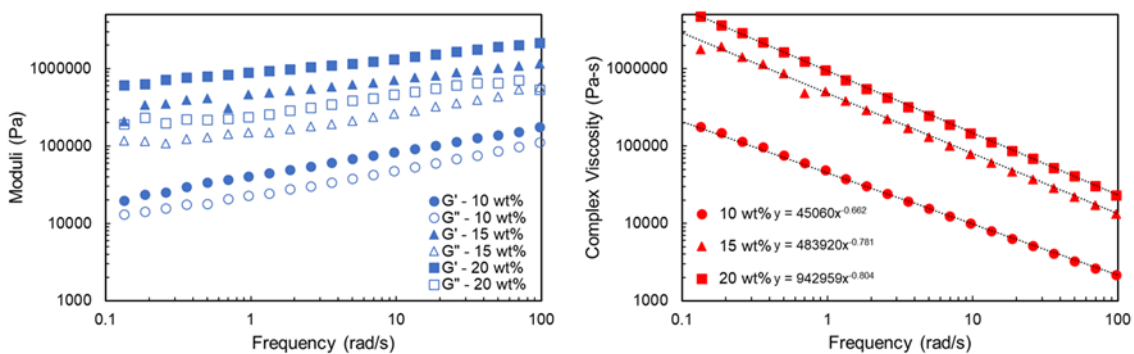 Moduli (Pa)
1000000
100000
10000
1000
0.1
1
10
100
Frequency (rad/s)
G' - 10 wt%
G" - 10 wt%
G' - 15 wt%
G" - 15 wt%
G' - 20 wt%
G" - 20 wt%
Complex Viscosity (Pa-s)
1000000
100000
10000
1000
0.1
1
10
100
Frequency (rad/s)
10 wt% y = 45060x-0.662
15 wt% y = 483920x-0.781
20 wt% y = 942959x-0.804